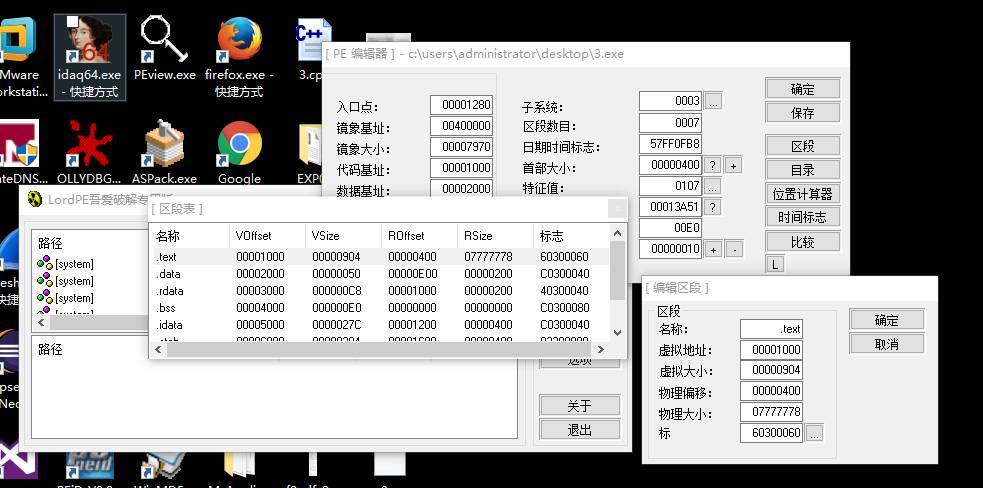 Mware
orkstati...
idaq64.exe
- 快捷方式
PEview.exe
firefox.exe -
快捷方式
C++
3.cp
ateDNS...
OLLYDBG...
ASPack.exe
Google
EXP
[ PE 编辑器 ] - c:\users\administrator\desktop\3.exe
入口点: 00001280
镜象基址: 00400000
镜象大小: 00007970
代码基址: 00001000
数据基址: 00002000
子系统: 0003 ...
区段数目: 0007
日期时间标志: 57FF0FB8
首部大小: 00000400 ? +
特征值: 0107 ...
00013A51 ?
00E0
00000010 + -
确定
保存
区段
目录
位置计算器
时间标志
比较
L
LordPE吾爱破解专用版
路径
[system]
[system]
[system]
路径
选项
关于
退出
[ 区段表 ]
名称 VOffset VSize ROffset RSize 标志
.text 00001000 00000904 00000400 07777778 60300060
.data 00002000 00000050 00000E00 00000200 C0300040
.rdata 00003000 000000C8 00001000 00000200 40300040
.bss 00004000 000000E0 00000000 00000000 C0300080
.idata 00005000 0000027C 00001200 00000400 C0300040
[ 编辑区段 ]
区段
名称: .text
虚拟地址: 00001000
虚拟大小: 00000904
物理偏移: 00000400
物理大小: 07777778
标 60300060 ...
确定
取消